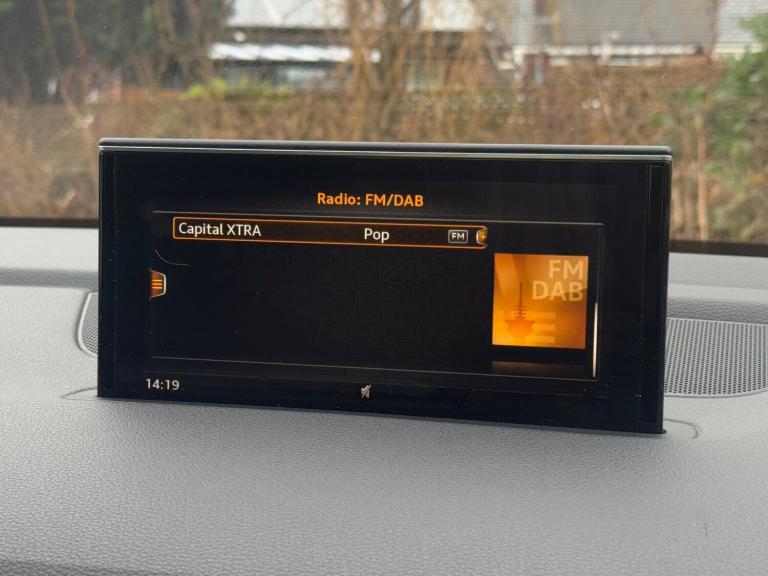 Radio: FM/DAB
Capital XTRA Pop FM
FM
DAB
14:19